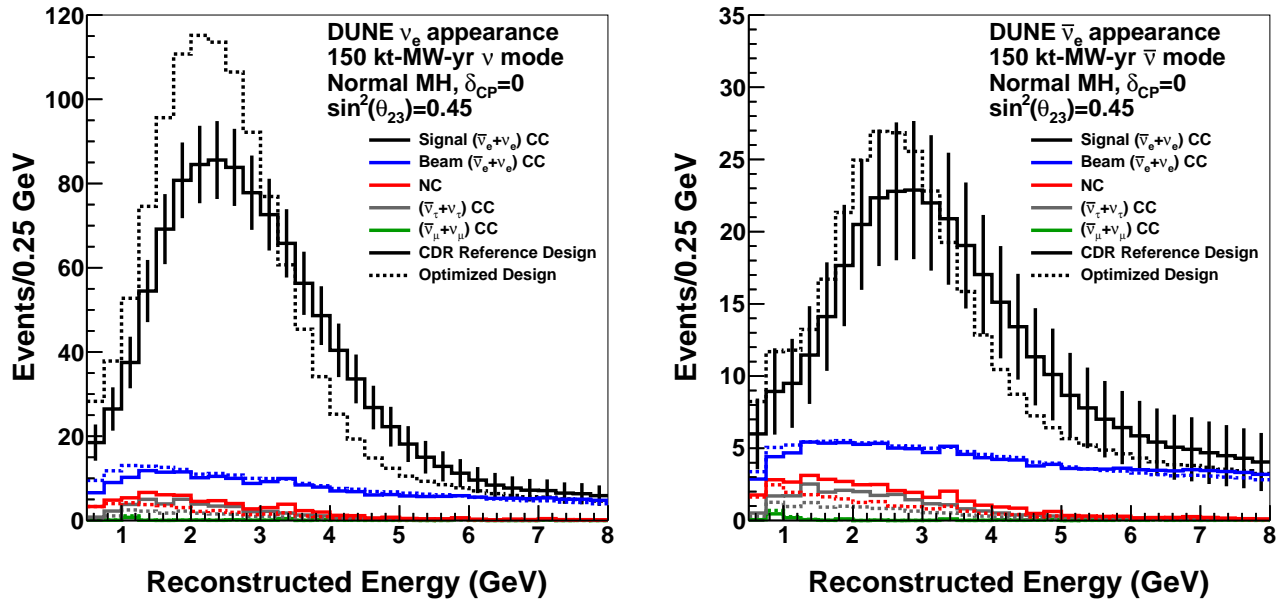 DUNE νe appearance
150 kt-MW-yr ν mode
Normal MH, δCP=0
sin²(θ23)=0.45
Signal (ν̄e+νe) CC
Beam (ν̄e+νe) CC
NC
(ν̄τ+ντ) CC
(ν̄μ+νμ) CC
CDR Reference Design
Optimized Design
Events/0.25 GeV
0
20
40
60
80
100
120
1 2 3 4 5 6 7 8
Reconstructed Energy (GeV)
DUNE ν̄e appearance
150 kt-MW-yr ν̄ mode
Normal MH, δCP=0
sin²(θ23)=0.45
Signal (ν̄e+νe) CC
Beam (ν̄e+νe) CC
NC
(ν̄τ+ντ) CC
(ν̄μ+νμ) CC
CDR Reference Design
Optimized Design
Events/0.25 GeV
0
5
10
15
20
25
30
35
1 2 3 4 5 6 7 8
Reconstructed Energy (GeV)